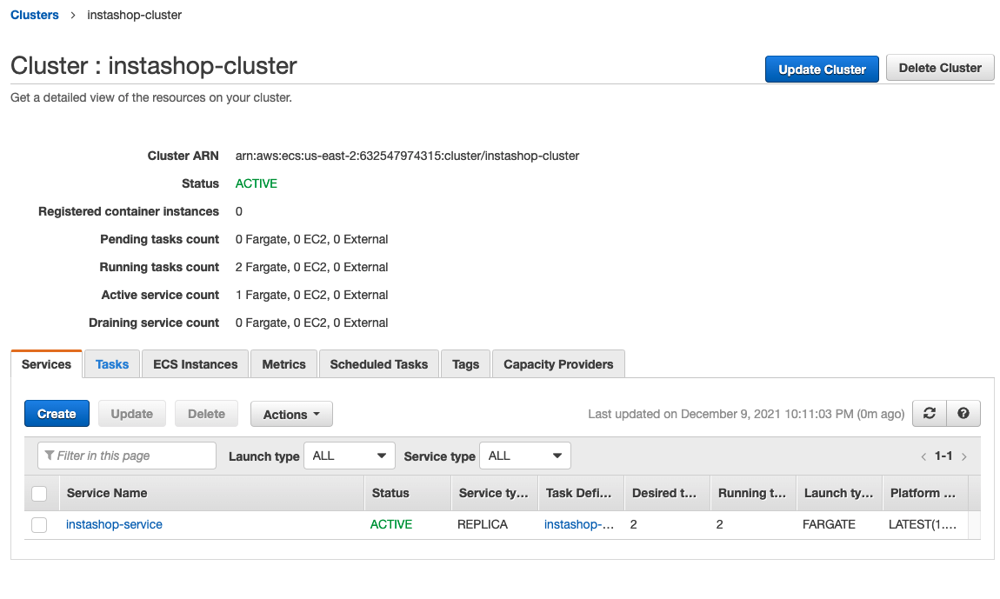 Clusters > instashop-cluster
Cluster : instashop-cluster
Update Cluster
Delete Cluster
Get a detailed view of the resources on your cluster.
Cluster ARN arn:aws:ecs:us-east-2:632547974315:cluster/instashop-cluster
Status ACTIVE
Registered container instances 0
Pending tasks count 0 Fargate, 0 EC2, 0 External
Running tasks count 2 Fargate, 0 EC2, 0 External
Active service count 1 Fargate, 0 EC2, 0 External
Draining service count 0 Fargate, 0 EC2, 0 External
Services Tasks ECS Instances Metrics Scheduled Tasks Tags Capacity Providers
Create Update Delete Actions Last updated on December 9, 2021 10:11:03 PM (0m ago) ?
Filter in this page Launch type ALL Service type ALL < 1-1 >
Service Name Status Service ty... Task Defi... Desired t... Running t... Launch ty... Platform ...
instashop-service ACTIVE REPLICA instashop-... 2 2 FARGATE LATEST(1....